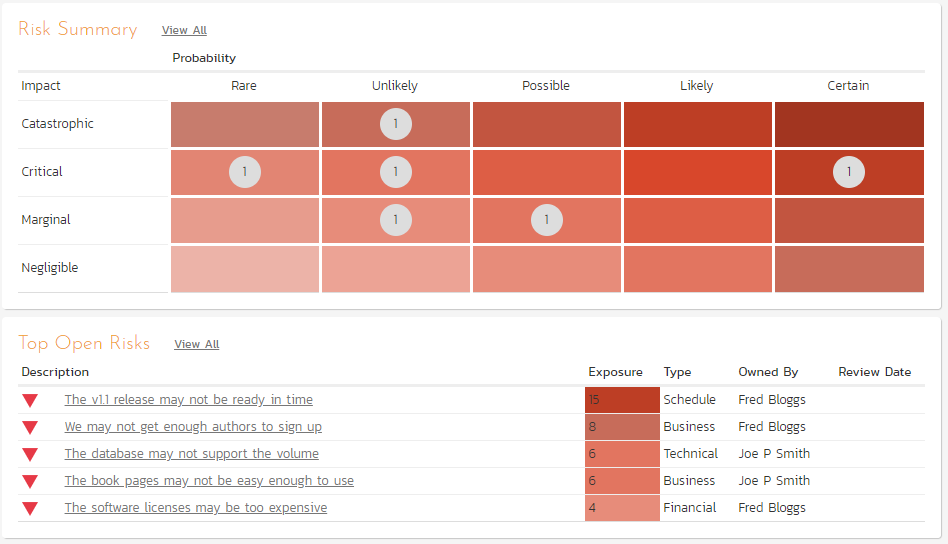 Risk Summary View All
Probability
Impact Rare Unlikely Possible Likely Certain
Catastrophic 1
Critical 1 1 1
Marginal 1 1
Negligible
Top Open Risks View All
Description Exposure Type Owned By Review Date
The v1.1 release may not be ready in time 15 Schedule Fred Bloggs
We may not get enough authors to sign up 8 Business Fred Bloggs
The database may not support the volume 6 Technical Joe P Smith
The book pages may not be easy enough to use 6 Business Joe P Smith
The software licenses may be too expensive 4 Financial Fred Bloggs